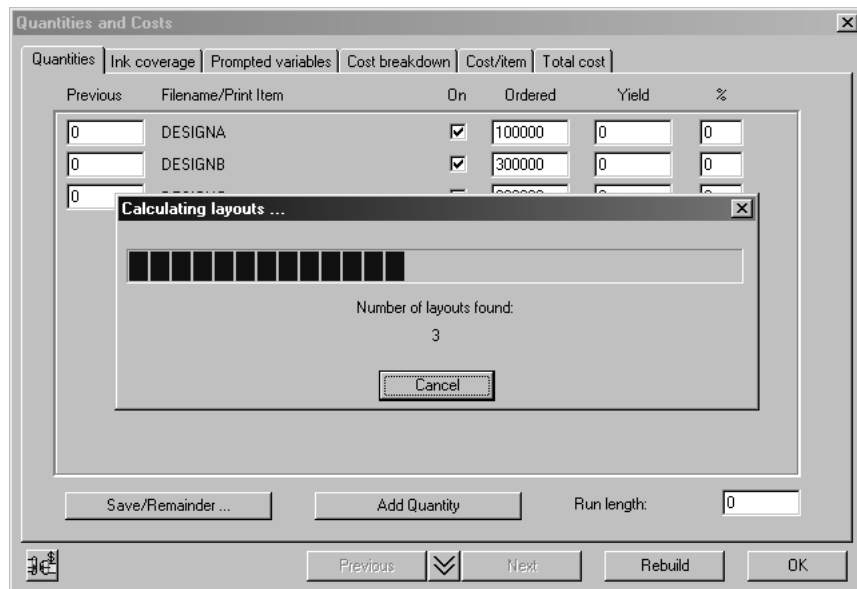 Quantities and Costs
Quantities Ink coverage Prompted variables Cost breakdown Cost/item Total cost
Previous Filename/Print Item On Ordered Yield %
0 DESIGNA 100000 0 0
0 DESIGNB 300000 0 0
0
Calculating layouts ...
Number of layouts found:
3
Cancel
Save/Remainder ... Add Quantity Run length: 0
Previous Next Rebuild OK